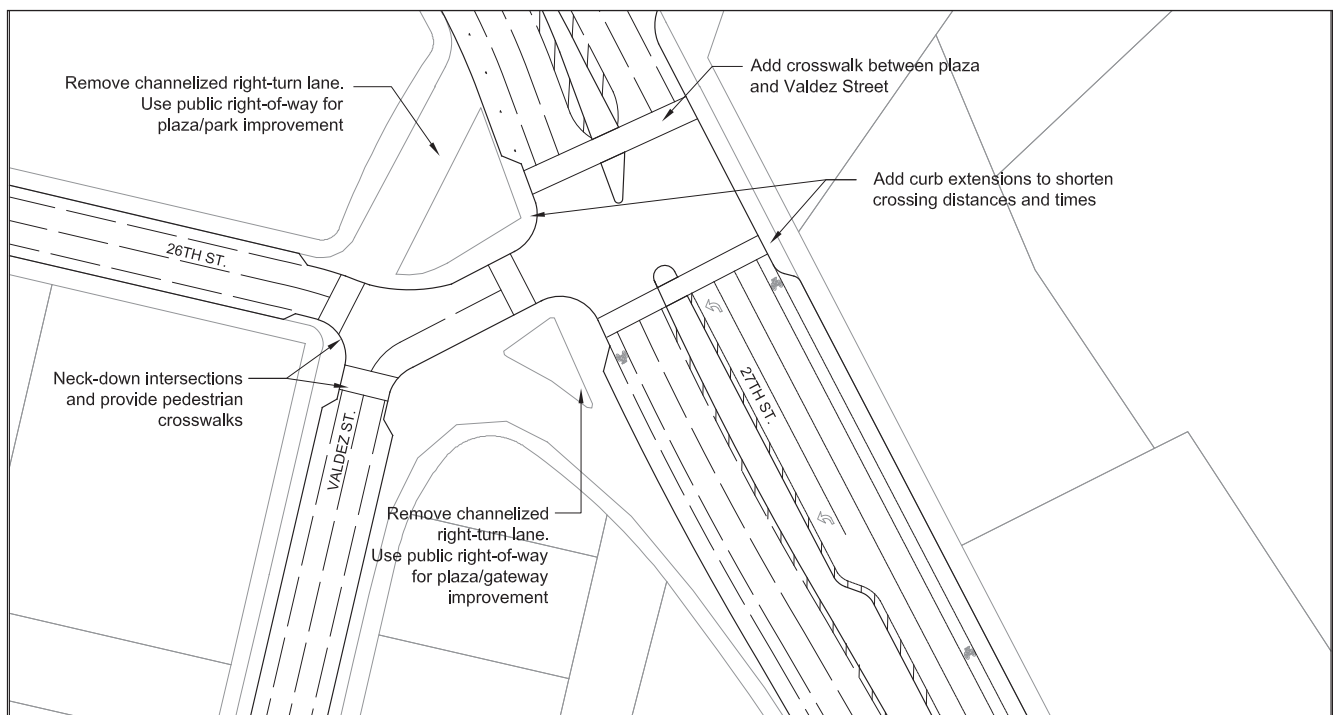 Remove channelized right-turn lane.
Use public right-of-way for
plaza/park improvement
Add crosswalk between plaza
and Valdez Street
Add curb extensions to shorten
crossing distances and times
26TH ST.
Neck-down intersections
and provide pedestrian
crosswalks
VALDEZ ST.
27TH ST.
Remove channelized
right-turn lane.
Use public right-of-way
for plaza/gateway
improvement